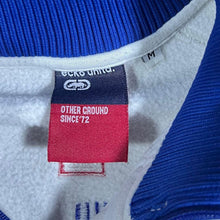 ecko unltd.
M
OTHER GROUND
SINCE'72